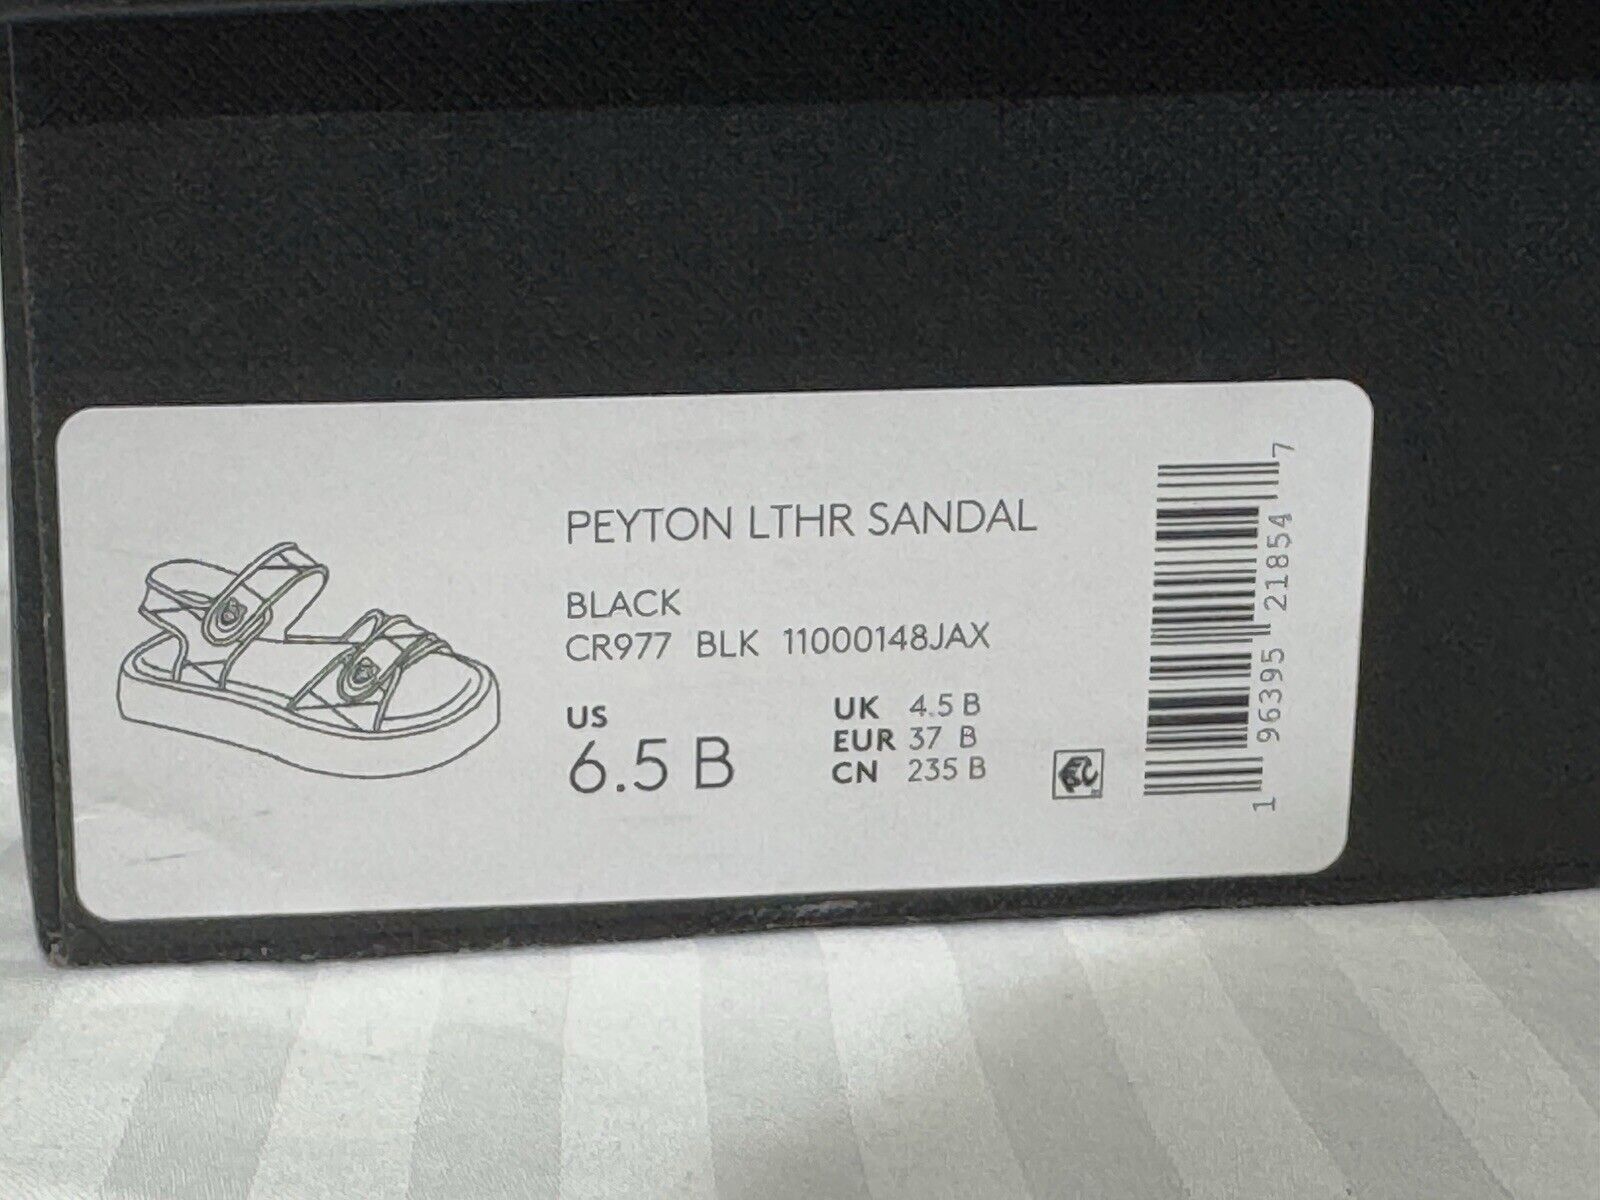 PEYTON LTHR SANDAL
BLACK
CR977 BLK 11000148JAX
US
6.5 B
UK 4.5 B
EUR 37 B
CN 235 B
1 96395 21854 7